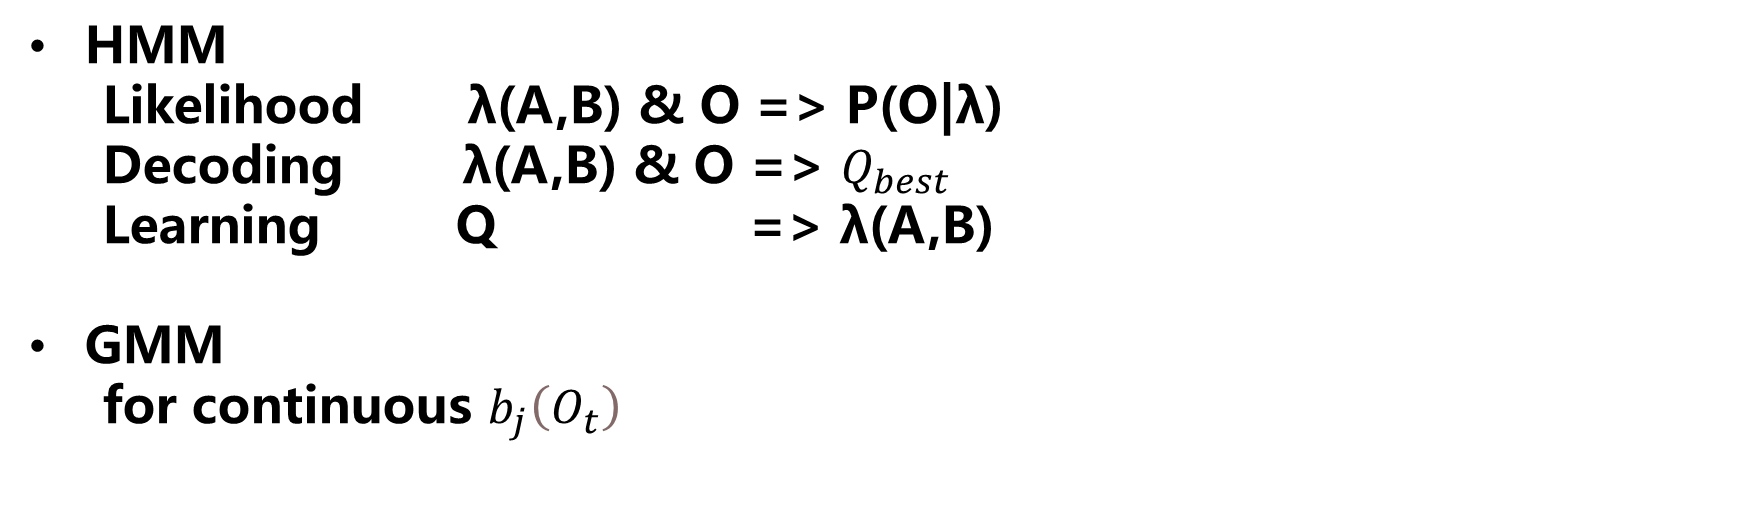 • HMM
Likelihood λ(A,B) & O => P(O|λ)
Decoding λ(A,B) & O => Q_best
Learning Q => λ(A,B)
• GMM
for continuous b_j(O_t)